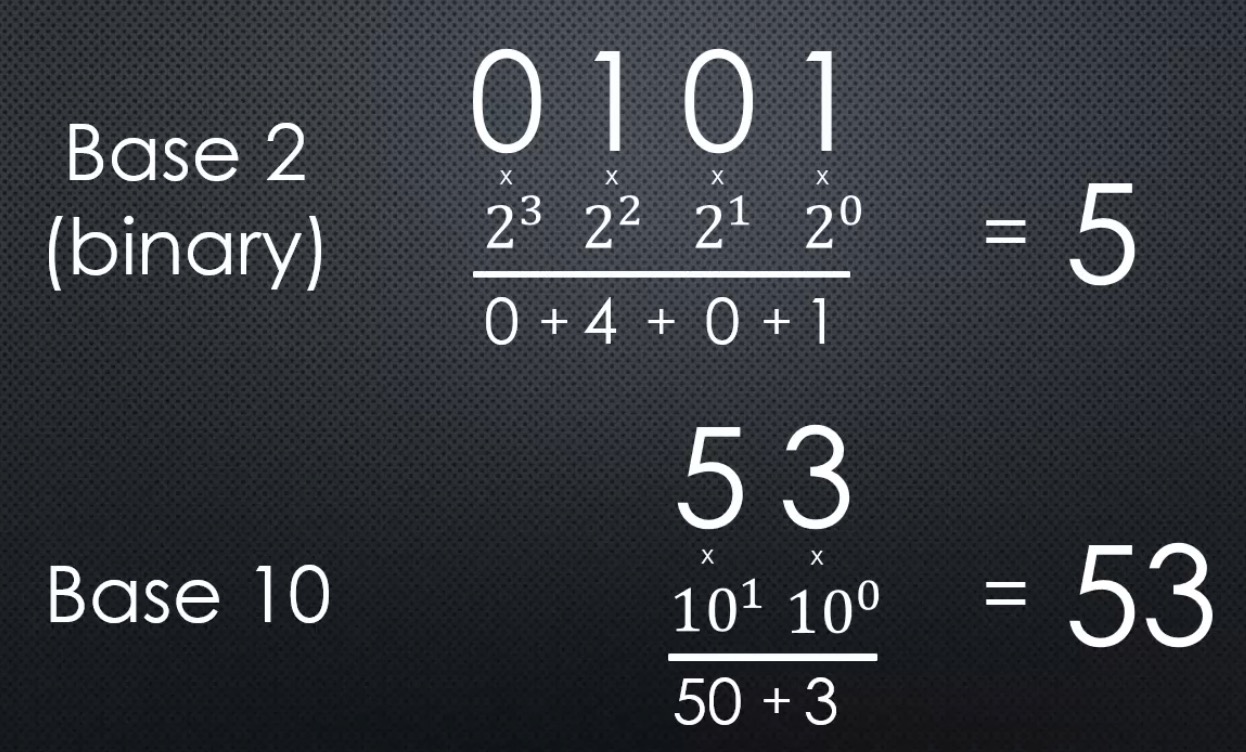 Base 2
(binary)
0 1 0 1
x x x x
2³ 2² 2¹ 2⁰
0 + 4 + 0 + 1
= 5
Base 10
5 3
x x
10¹ 10⁰
50 + 3
= 53